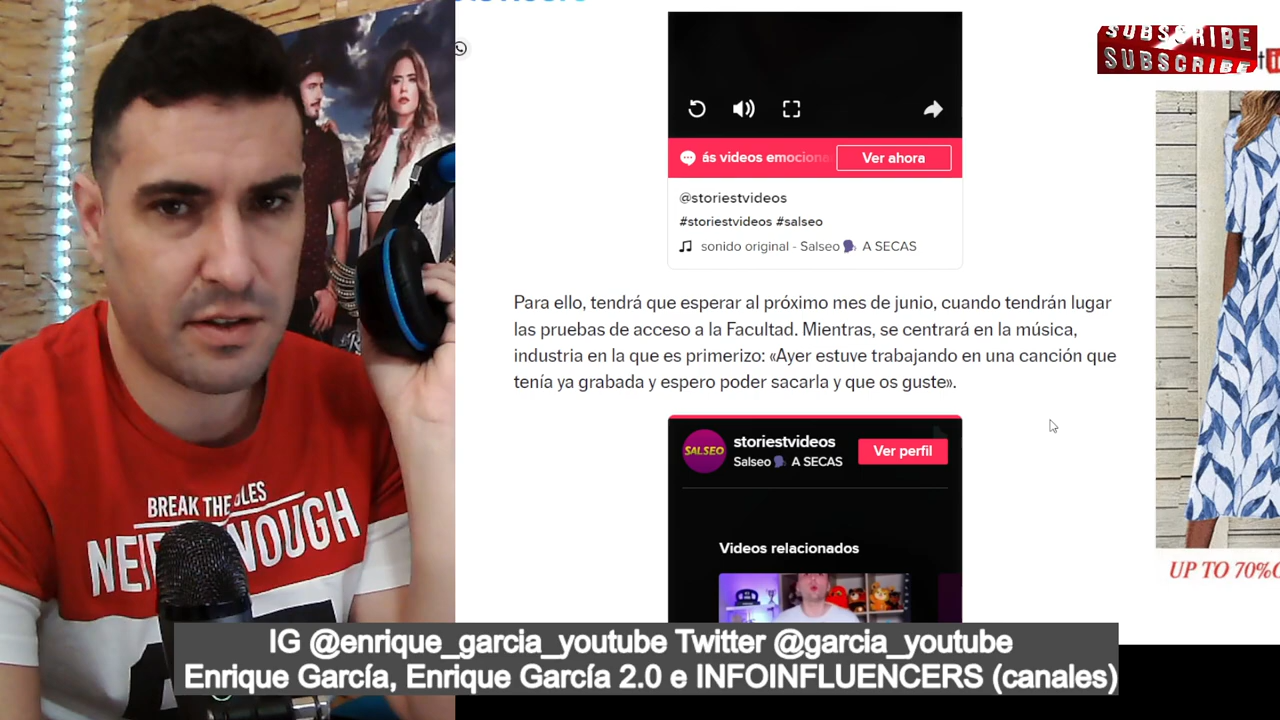 SUBSCRIBE
SUBSCRIBE
ás videos emociona
Ver ahora
@storiestvideos
#storiestvideos #salseo
sonido original - Salseo🗣 A SECAS
Para ello, tendrá que esperar al próximo mes de junio, cuando tendrán lugar
las pruebas de acceso a la Facultad. Mientras, se centrará en la música,
industria en la que es primerizo: «Ayer estuve trabajando en una canción que
tenía ya grabada y espero poder sacarla y que os guste».
SALSEO
storiestvideos
Salseo🗣 A SECAS
Ver perfil
Videos relacionados
UP TO 70%
BREAK THE
NOUGH
IG @enrique_garcia_youtube Twitter @garcia_youtube
Enrique García, Enrique García 2.0 e INFOINFLUENCERS (canales)